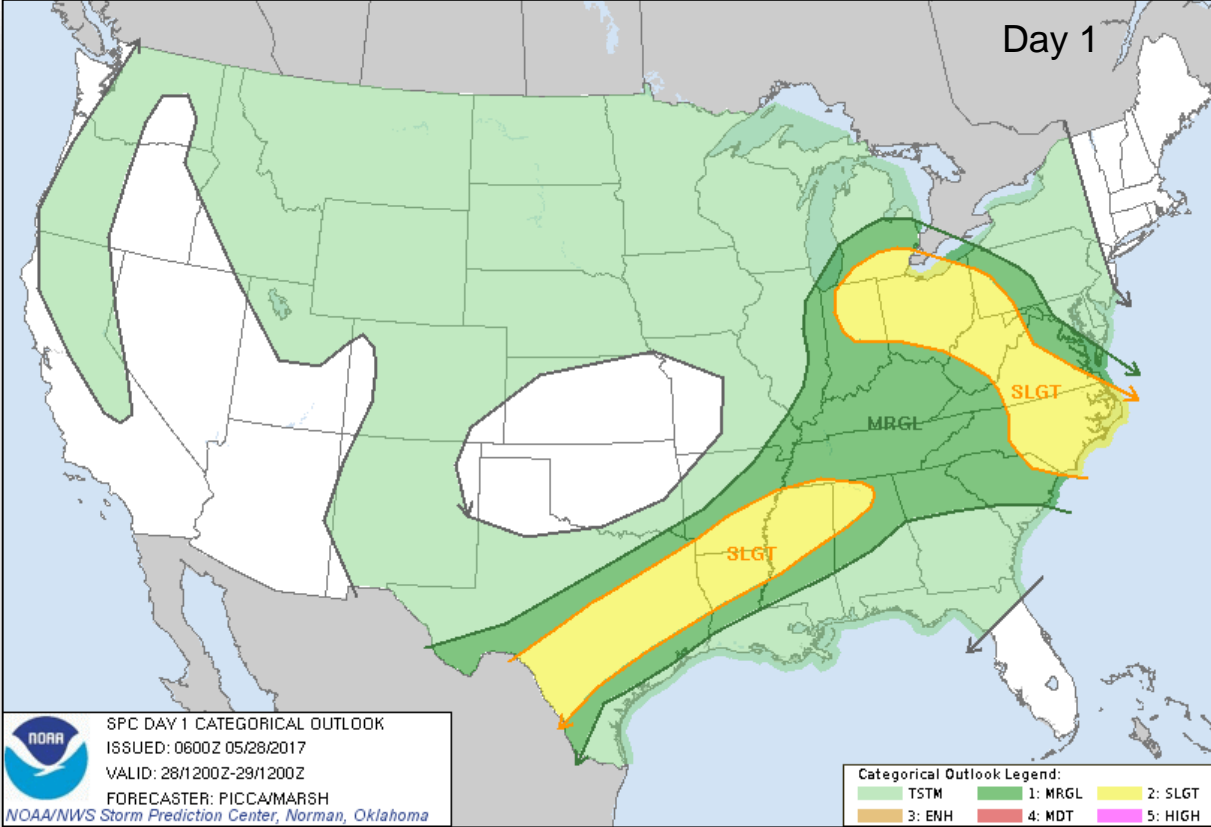 Day 1
SLGT
MRGL
SLGT
NOAA
SPC DAY 1 CATEGORICAL OUTLOOK
ISSUED: 0600Z 05/28/2017
VALID: 28/1200Z-29/1200Z
FORECASTER: PICCA/MARSH
NOAA/NWS Storm Prediction Center, Norman, Oklahoma
Categorical Outlook Legend:
TSTM 1: MRGL 2: SLGT
3: ENH 4: MDT 5: HIGH